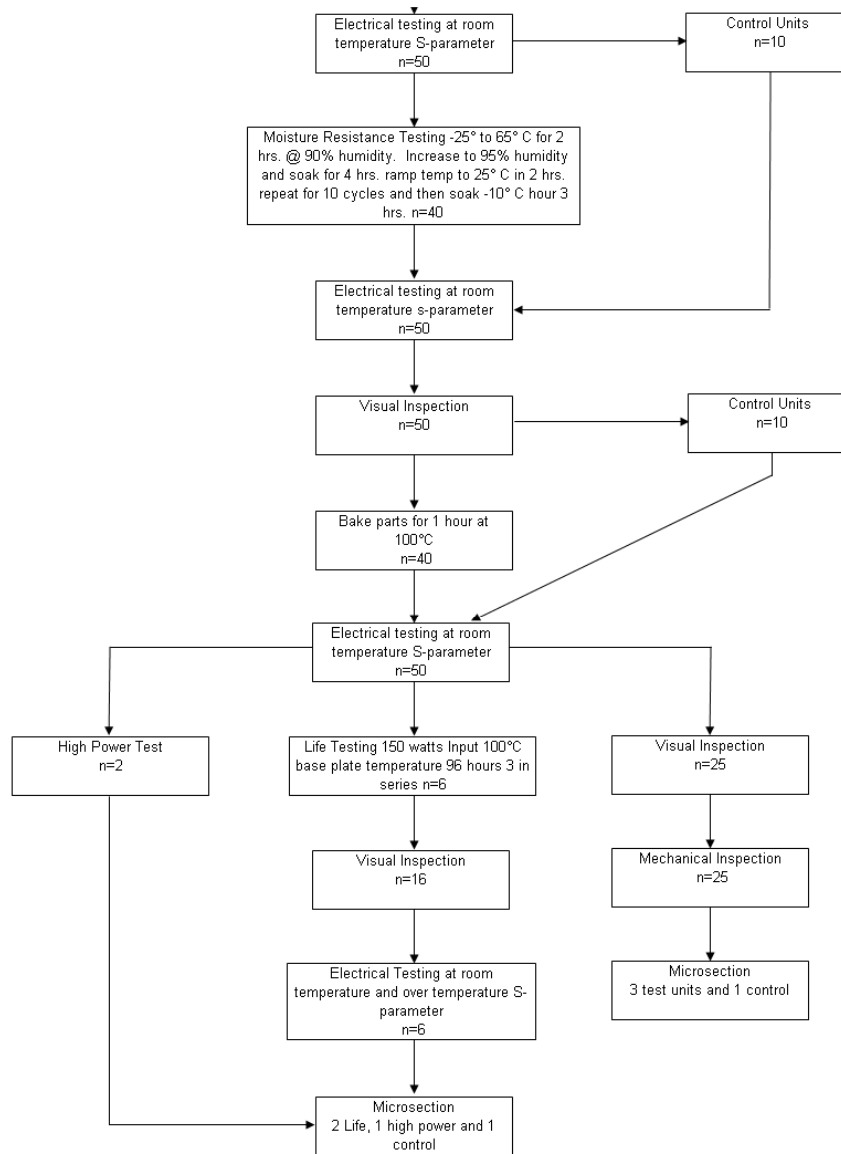 Electrical testing at room
temperature S-parameter
n=50
Control Units
n=10
Moisture Resistance Testing -25° to 65° C for 2
hrs. @ 90% humidity.  Increase to 95% humidity
and soak for 4 hrs. ramp temp to 25° C in 2 hrs.
repeat for 10 cycles and then soak -10° C hour 3
hrs. n=40
Electrical testing at room
temperature s-parameter
n=50
Visual Inspection
n=50
Control Units
n=10
Bake parts for 1 hour at
100°C
n=40
Electrical testing at room
temperature S-parameter
n=50
High Power Test
n=2
Life Testing 150 watts Input 100°C
base plate temperature 96 hours 3 in
series n=6
Visual Inspection
n=25
Visual Inspection
n=16
Mechanical Inspection
n=25
Electrical Testing at room
temperature and over temperature S-
parameter
n=6
Microsection
3 test units and 1 control
Microsection
2 Life, 1 high power and 1
control